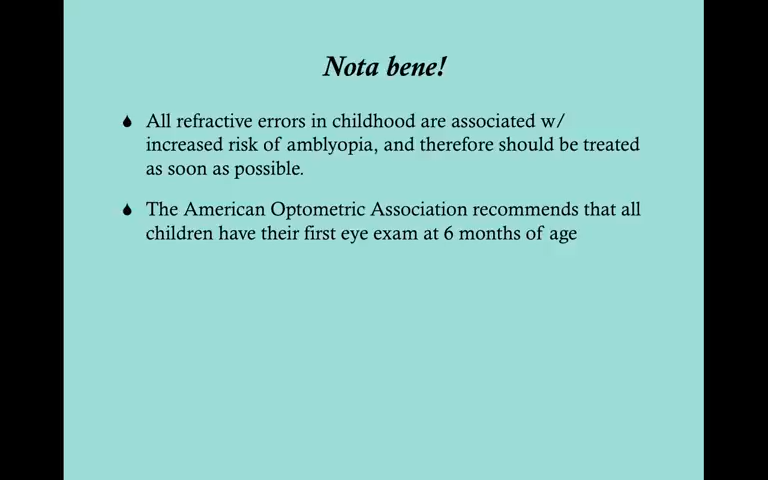 Nota bene!
All refractive errors in childhood are associated w/
increased risk of amblyopia, and therefore should be treated
as soon as possible.
The American Optometric Association recommends that all
children have their first eye exam at 6 months of age